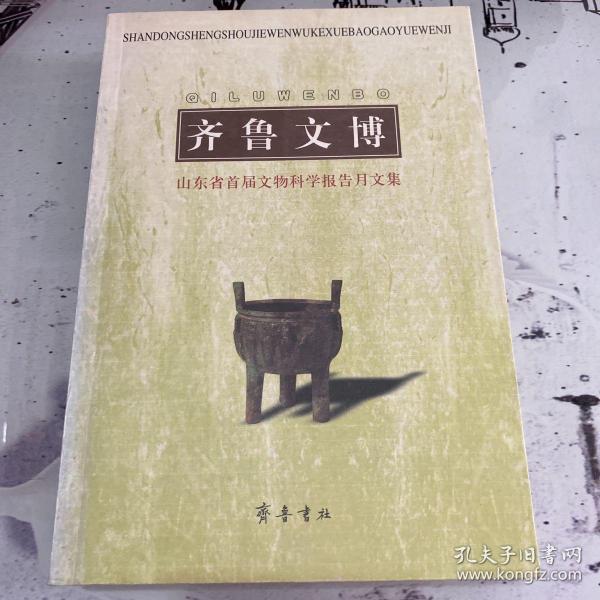 SHANDONGSHENGSHOUJIEWENWUKEXUEBAOGAOYUEWENJI
QILUWENBO
齐鲁文博
山东省首届文物科学报告月文集
齊鲁書社
孔夫子旧书网
www.kongfz.com